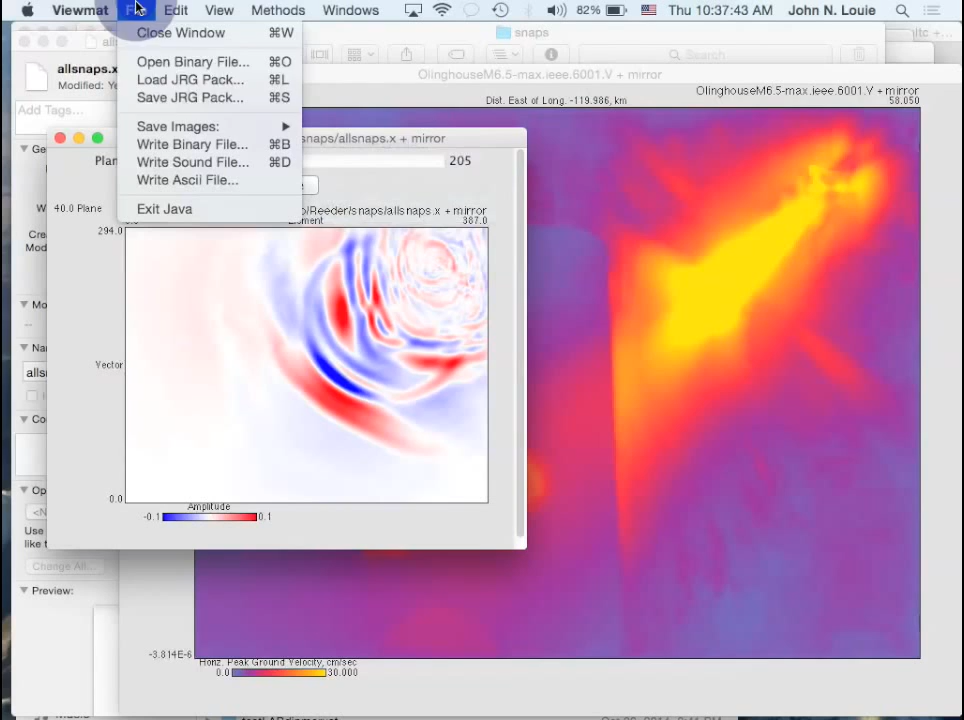 Viewmat Edit View Methods Windows 82% Thu 10:37:43 AM John N. Louie
Close Window ⌘W
Open Binary File... ⌘O
Load JRG Pack... ⌘L
Save JRG Pack... ⌘S
Save Images:
Write Binary File... ⌘B
Write Sound File... ⌘D
Write Ascii File...
Exit Java
snaps
Search
allsnaps.x
Modified:
Add Tags...
OlinghouseM6.5-max.ieee.6001.V + mirror
OlinghouseM6.5-max.ieee.6001.V + mirror
Dist. East of Long. -119.986, km
58.050
snaps/allsnaps.x + mirror
205
40.0 Plane
/Reeder/snaps/allsnaps.x + mirror
387.0
294.0
Vector
0.0
Amplitude
-0.1 0.1
Use
like t
Change All...
Preview:
-3.814E-6
Horiz. Peak Ground Velocity, cm/sec
0.0 30.000